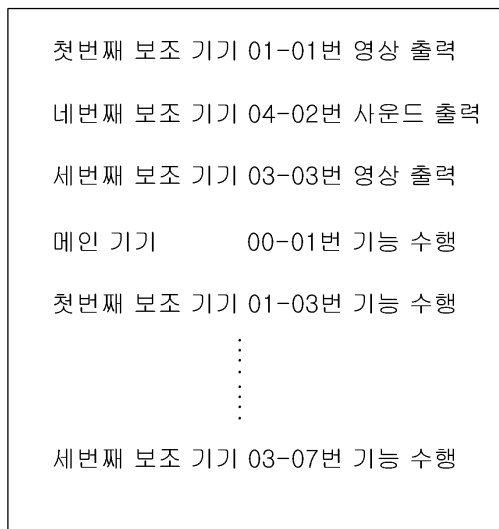 첫번째 보조 기기 01-01번 영상 출력
네번째 보조 기기 04-02번 사운드 출력
세번째 보조 기기 03-03번 영상 출력
메인 기기 00-01번 기능 수행
첫번째 보조 기기 01-03번 기능 수행
세번째 보조 기기 03-07번 기능 수행